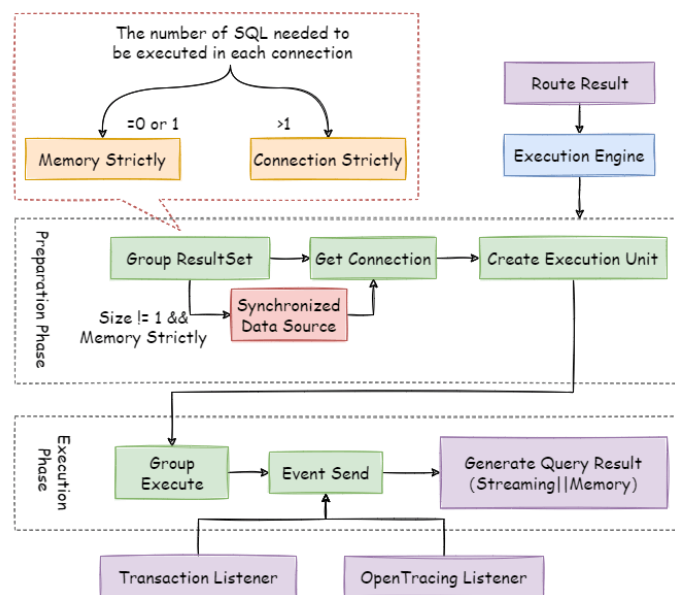 The number of SQL needed to
be executed in each connection
=0 or 1
>1
Memory Strictly
Connection Strictly
Route Result
Execution Engine
Preparation Phase
Group ResultSet
Get Connection
Create Execution Unit
Size != 1 &&
Memory Strictly
Synchronized
Data Source
Execution
Phase
Group
Execute
Event Send
Generate Query Result
(Streaming||Memory)
Transaction Listener
OpenTracing Listener